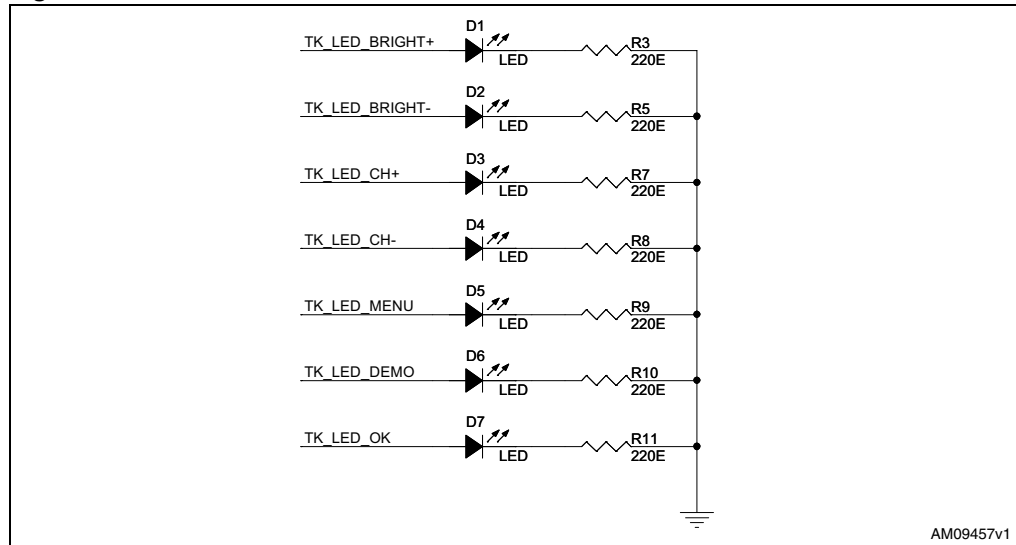 D1
TK_LED_BRIGHT+
LED
R3
220E
D2
TK_LED_BRIGHT-
LED
R5
220E
D3
TK_LED_CH+
LED
R7
220E
D4
TK_LED_CH-
LED
R8
220E
D5
TK_LED_MENU
LED
R9
220E
D6
TK_LED_DEMO
LED
R10
220E
D7
TK_LED_OK
LED
R11
220E
AM09457v1